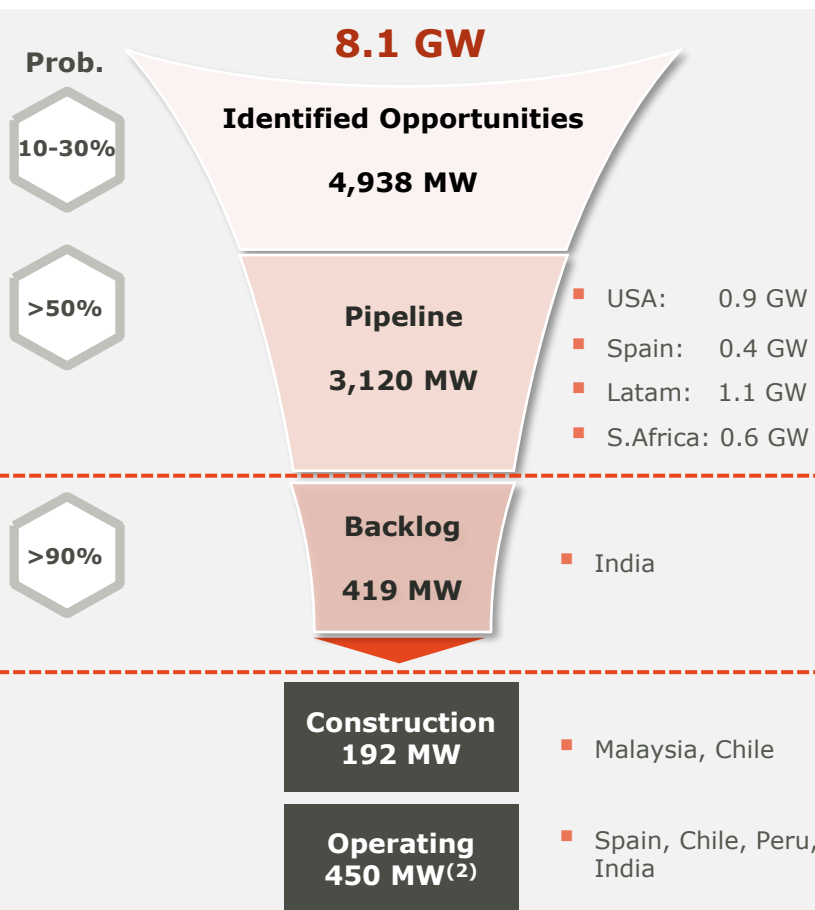 8.1 GW
Prob.
10-30%
Identified Opportunities
4,938 MW
>50%
Pipeline
3,120 MW
USA: 0.9 GW
Spain: 0.4 GW
Latam: 1.1 GW
S.Africa: 0.6 GW
>90%
Backlog
419 MW
India
Construction
192 MW
Malaysia, Chile
Operating
450 MW(2)
Spain, Chile, Peru,
India